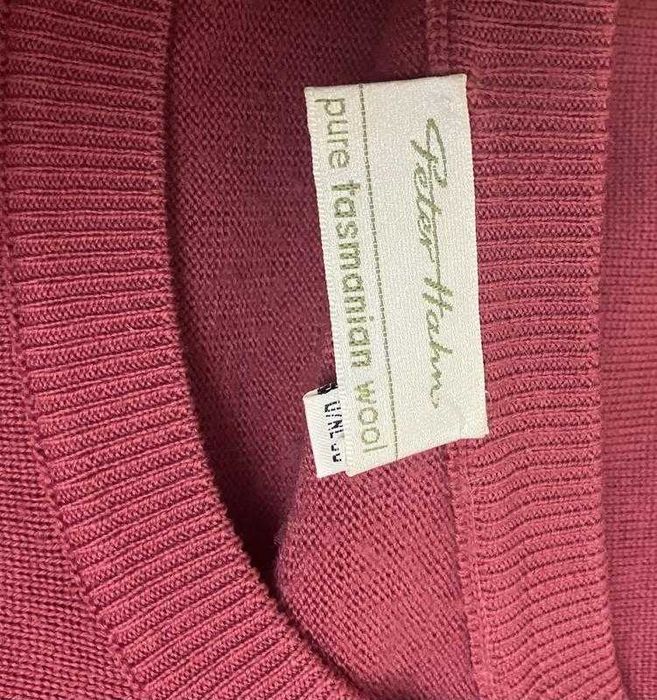 Peter Hahn
pure tasmanian wool